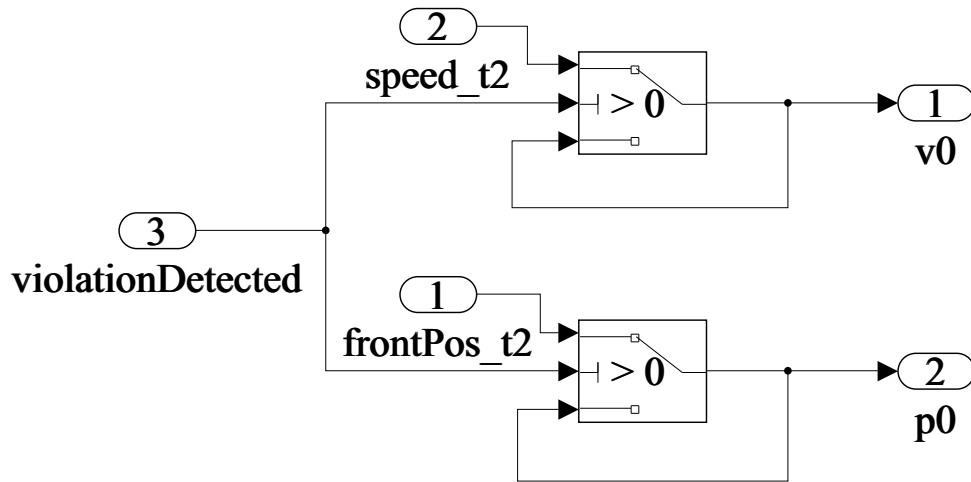 2
speed_t2
> 0
1
v0
3
violationDetected
1
frontPos_t2
> 0
2
p0